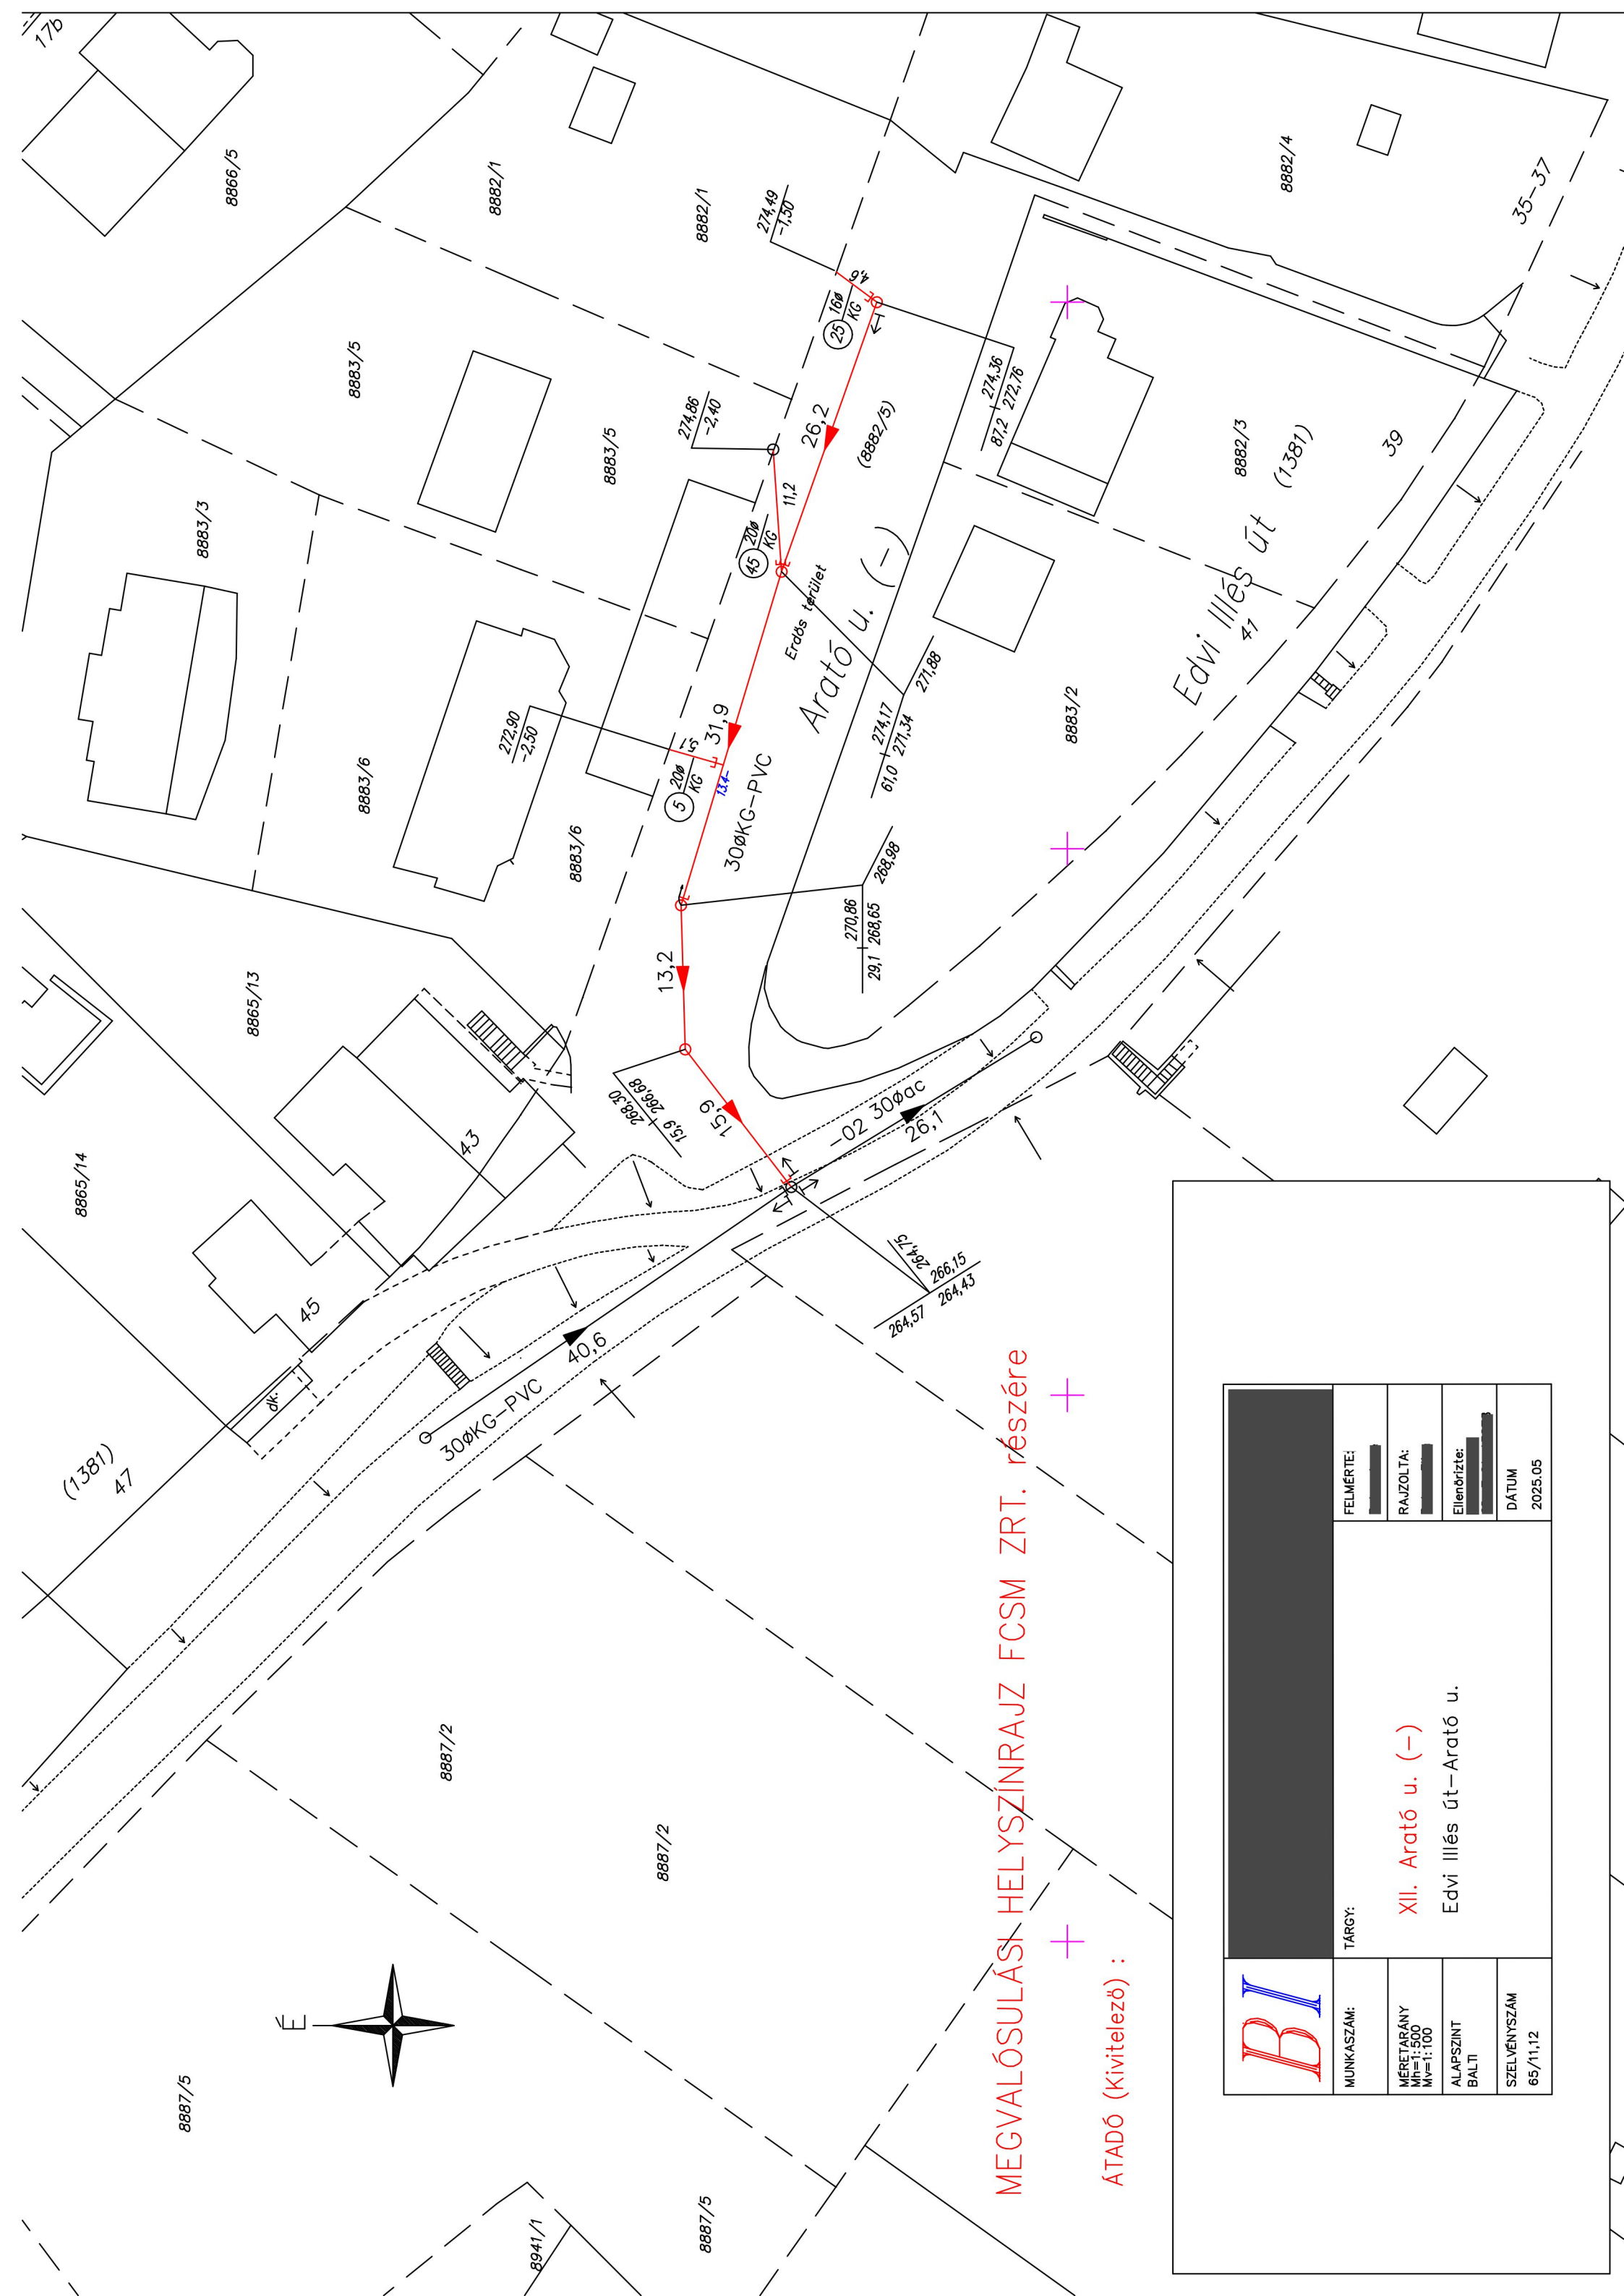 17b
8866/5
8882/1
8882/1
8882/4
35-37
274,49
-1,50
4,6
16ø
KG
25
8883/5
8883/5
274,86
-2,40
26,2
(8882/5)
274,36
87,2 272,76
8882/3
(1381)
39
8883/3
11,2
20ø
KG
45
Erdős terület
Arató u. (-)
Edvi Illés út
41
272,90
-2,50
5,1
31,9
20ø
KG
5
13.4-
30øKG-PVC
274,17
61,0 271,34
271,88
8883/2
8883/6
8883/6
270,86
29,1 268,65
268,98
13,2
8865/13
268,30
15,9 266,68
15,9
-02 30øac
26,1
43
8865/14
264,75
266,15
264,57 264,43
45
40,6
30øKG-PVC
dk.
(1381)
47
8887/2
8887/2
É
8887/5
8887/5
8941/1
MEGVALÓSULÁSI HELYSZÍNRAJZ FCSM ZRT. részére
ÁTADÓ (Kivitelező) :
BI
MUNKASZÁM:
TÁRGY:
FELMÉRTE:
MÉRETARÁNY
Mh=1:500
Mv=1:100
XII. Arató u. (-)
RAJZOLTA:
ALAPSZINT
BALTI
Edvi Illés út-Arató u.
Ellenőrizte:
SZELVÉNYSZÁM
65/11,12
DÁTUM
2025.05